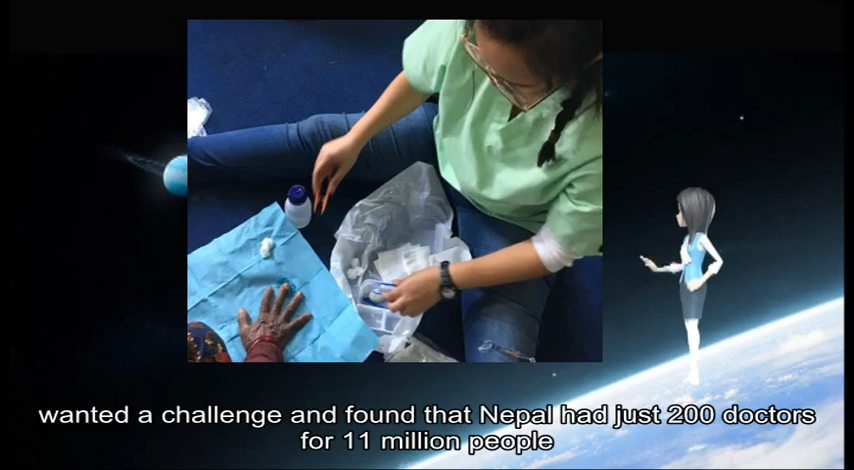 wanted a challenge and found that Nepal had just 200 doctors
for 11 million people